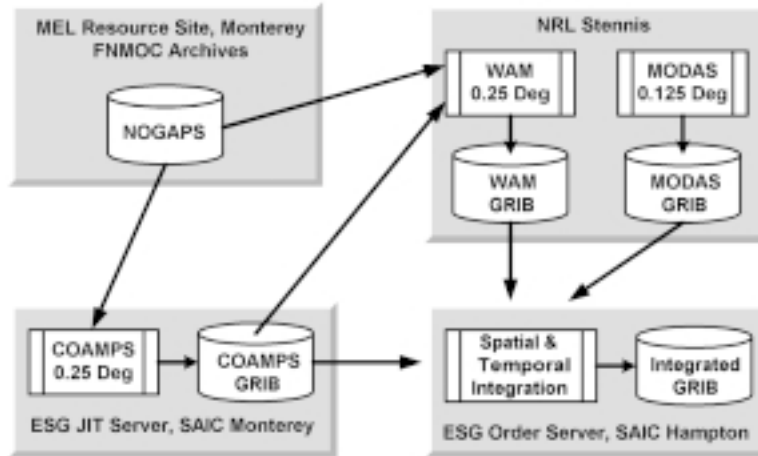 MEL Resource Site, Monterey
FNMOC Archives
NOGAPS
NRL Stennis
WAM
0.25 Deg
MODAS
0.125 Deg
WAM
GRIB
MODAS
GRIB
COAMPS
0.25 Deg
COAMPS
GRIB
ESG JIT Server, SAIC Monterey
Spatial &
Temporal
Integration
Integrated
GRIB
ESG Order Server, SAIC Hampton